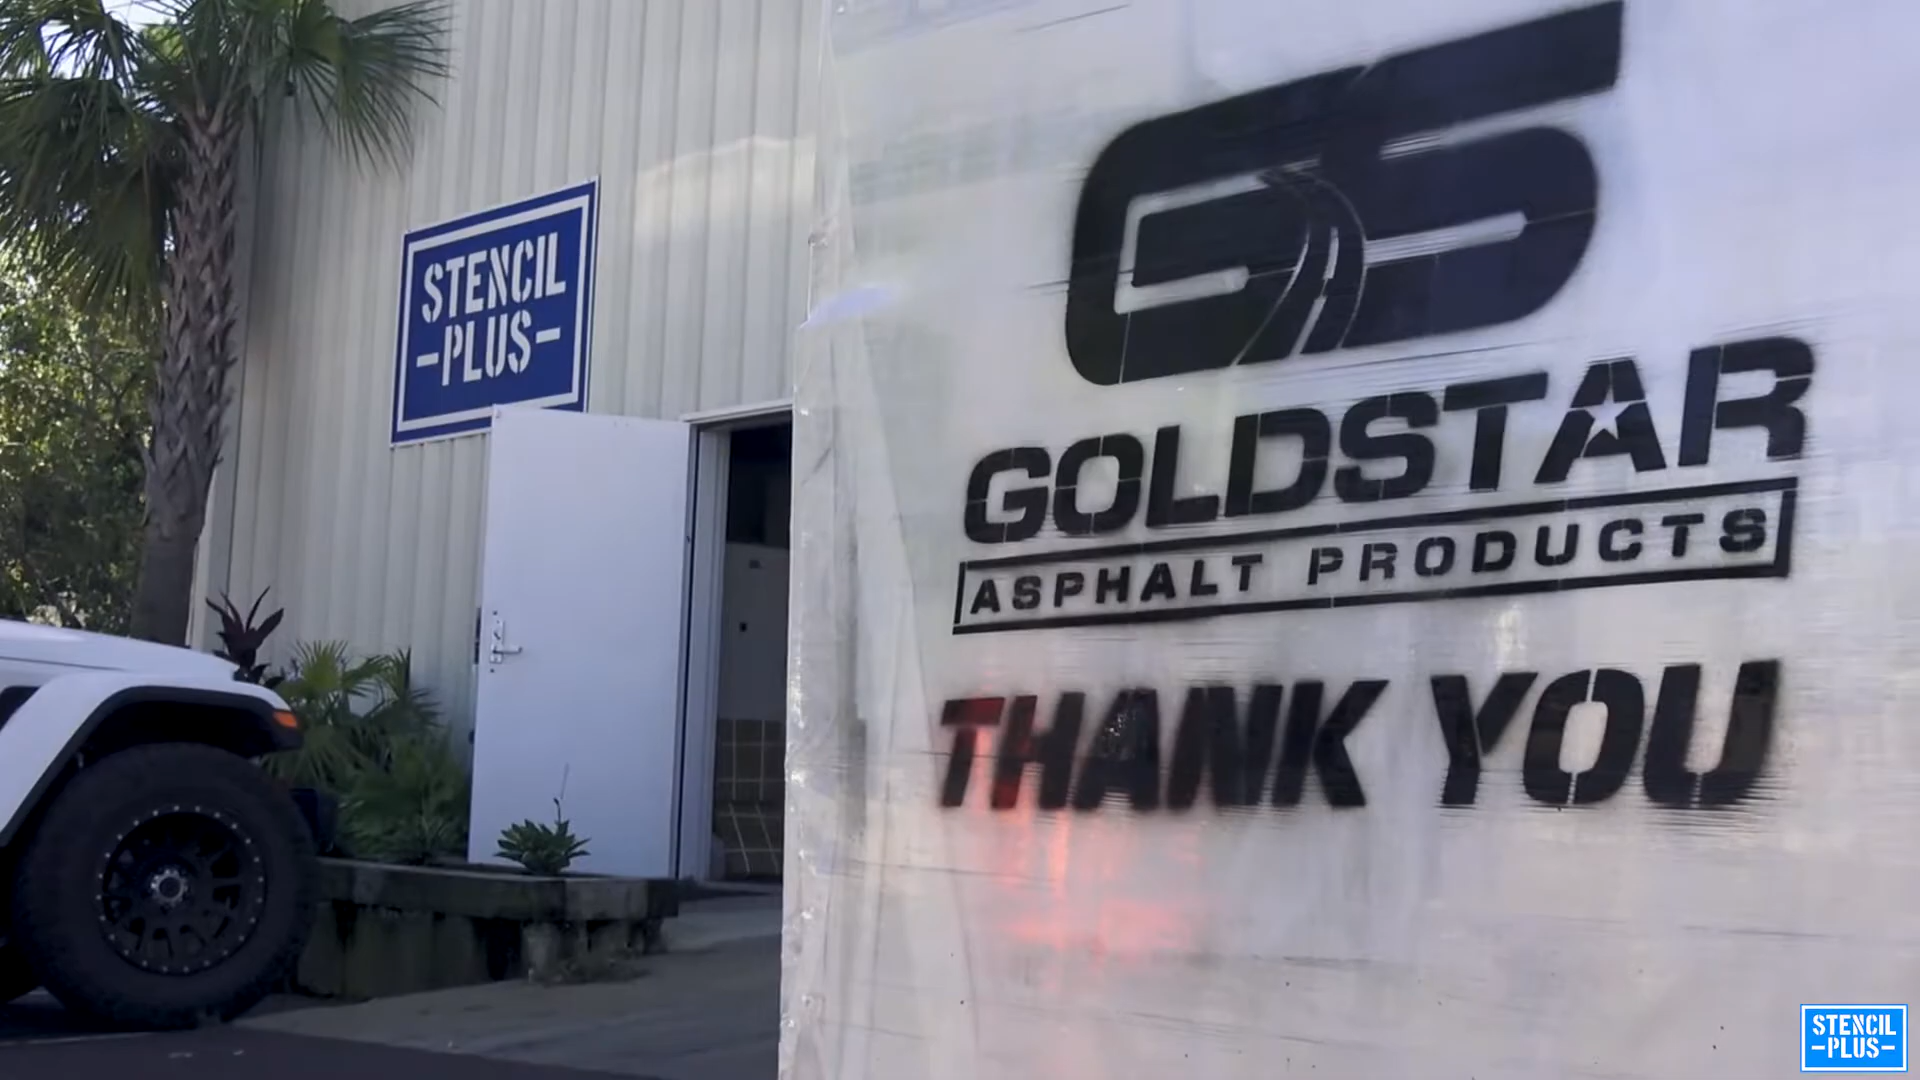 STENCIL
-PLUS-
GS
GOLDSTAR
ASPHALT PRODUCTS
THANK YOU
STENCIL
-PLUS-